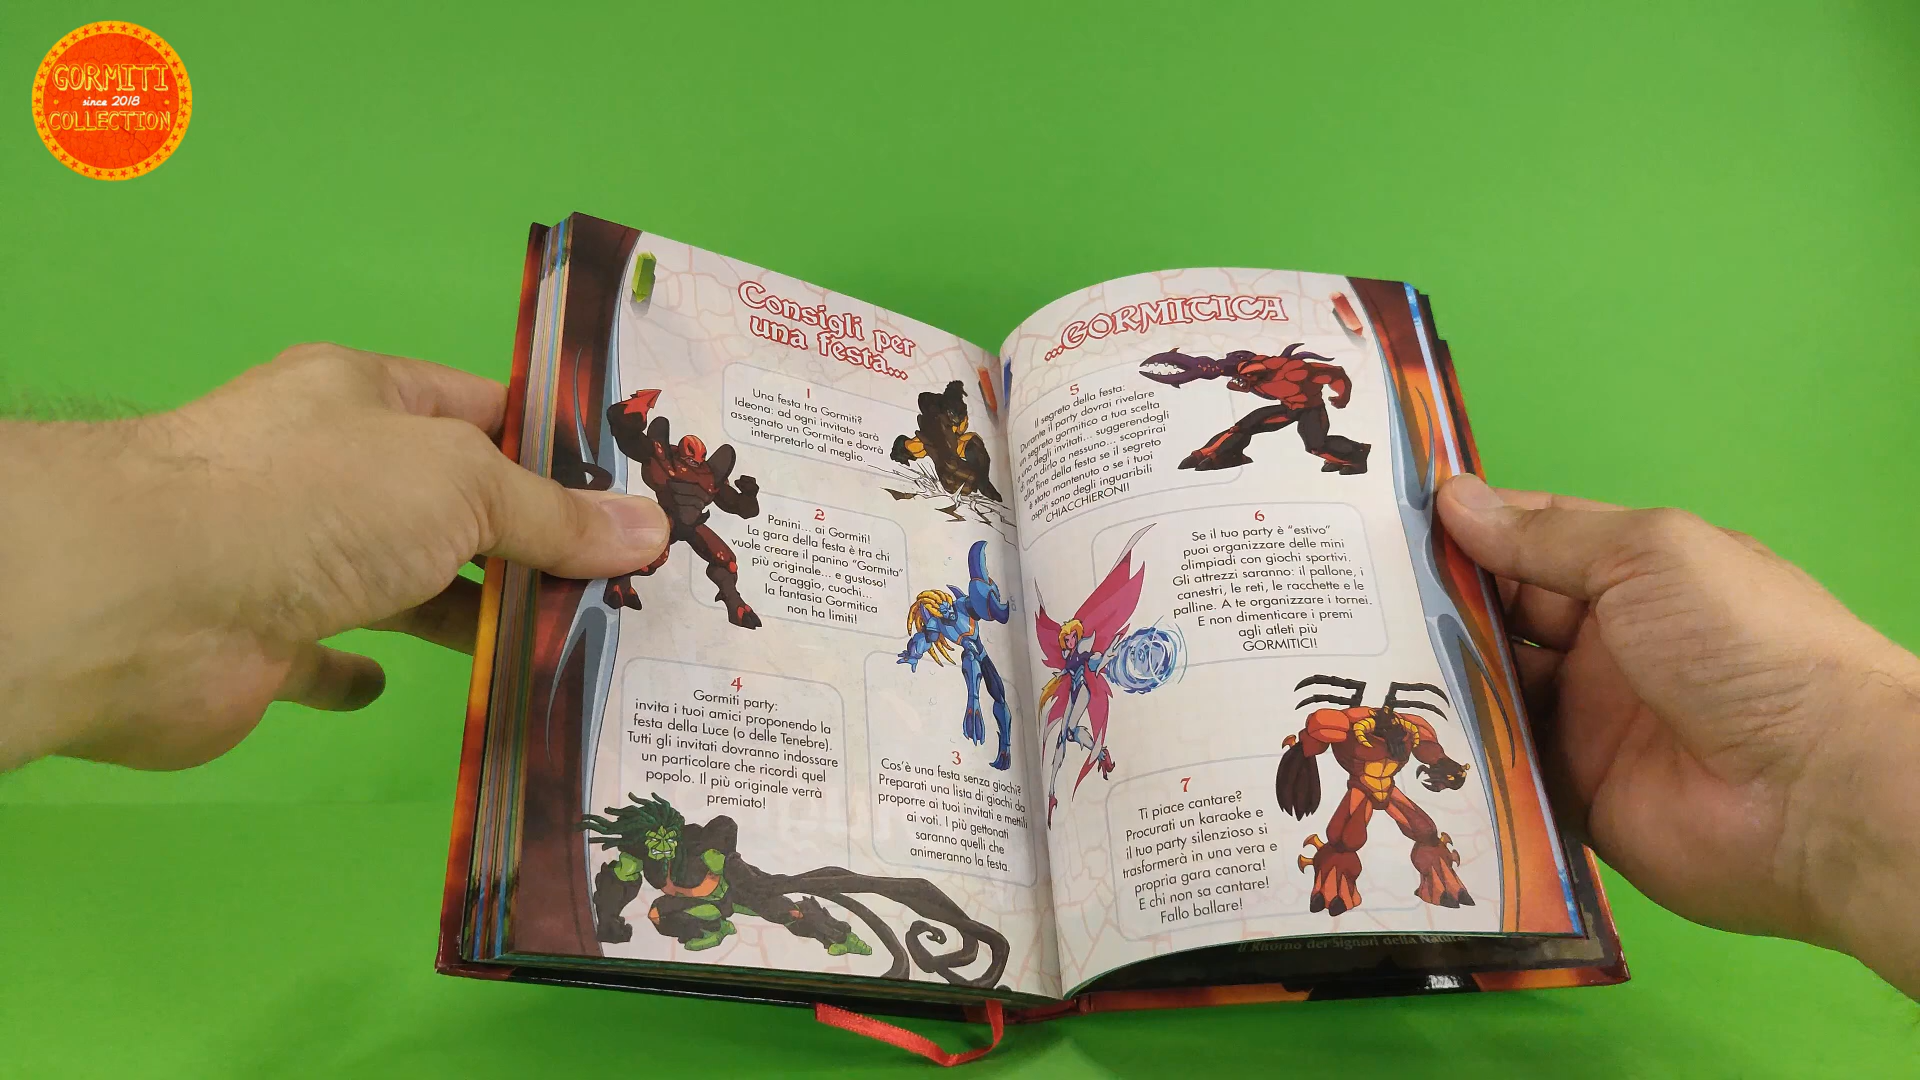 GORMITI
since 2018
COLLECTION
Consigli per
una festa...
1
Una festa tra Gormiti?
Ideona: ad ogni invitato sarà
assegnato un Gormita e dovrà
interpretarlo al meglio.
2
Panini... ai Gormiti!
La gara della festa è tra chi
vuole creare il panino "Gormita"
più originale... e gustoso!
Coraggio, cuochi...
la fantasia Gormitica
non ha limiti!
4
Gormiti party:
invita i tuoi amici proponendo la
festa della Luce (o delle Tenebre).
Tutti gli invitati dovranno indossare
un particolare che ricordi quel
popolo. Il più originale verrà
premiato!
3
Cos'è una festa senza giochi?
Preparati una lista di giochi da
proporre ai tuoi invitati e mettili
ai voti. I più gettonati
saranno quelli che
animeranno la festa.
...GORMITICA
5
Il segreto della festa:
Durante il party dovrai rivelare
un segreto gormitico a tua scelta
a uno degli invitati... suggerendogli
di non dirlo a nessuno... scoprirai
alla fine della festa se il segreto
è stato mantenuto o se i tuoi
ospiti sono degli inguaribili
CHIACCHIERONI!
6
Se il tuo party è "estivo"
puoi organizzare delle mini
olimpiadi con giochi sportivi.
Gli attrezzi saranno: il pallone, i
canestri, le reti, le racchette e le
palline. A te organizzare i tornei.
E non dimenticare i premi
agli atleti più
GORMITICI!
7
Ti piace cantare?
Procurati un karaoke e
il tuo party silenzioso si
trasformerà in una vera e
propria gara canora!
E chi non sa cantare!
Fallo ballare!
Il Ritorno dei Signori della Natura!